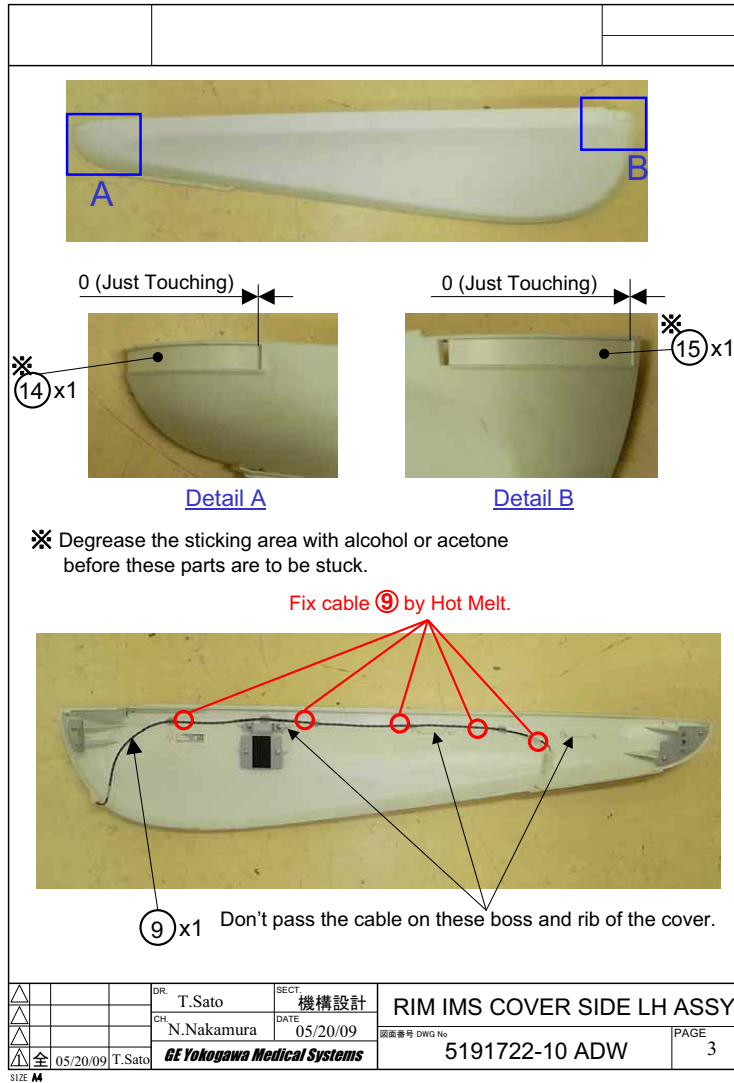 A
B
0 (Just Touching)
0 (Just Touching)
※
14 x1
※
15 x1
Detail A
Detail B
※ Degrease the sticking area with alcohol or acetone
before these parts are to be stuck.
Fix cable ⑨ by Hot Melt.
9 x1
Don't pass the cable on these boss and rib of the cover.
DR. T.Sato
SECT. 機構設計
RIM IMS COVER SIDE LH ASSY
CH. N.Nakamura
DATE 05/20/09
図面番号 DWG No 5191722-10 ADW
PAGE 3
1 全 05/20/09 T.Sato
GE Yokogawa Medical Systems
SIZE A4